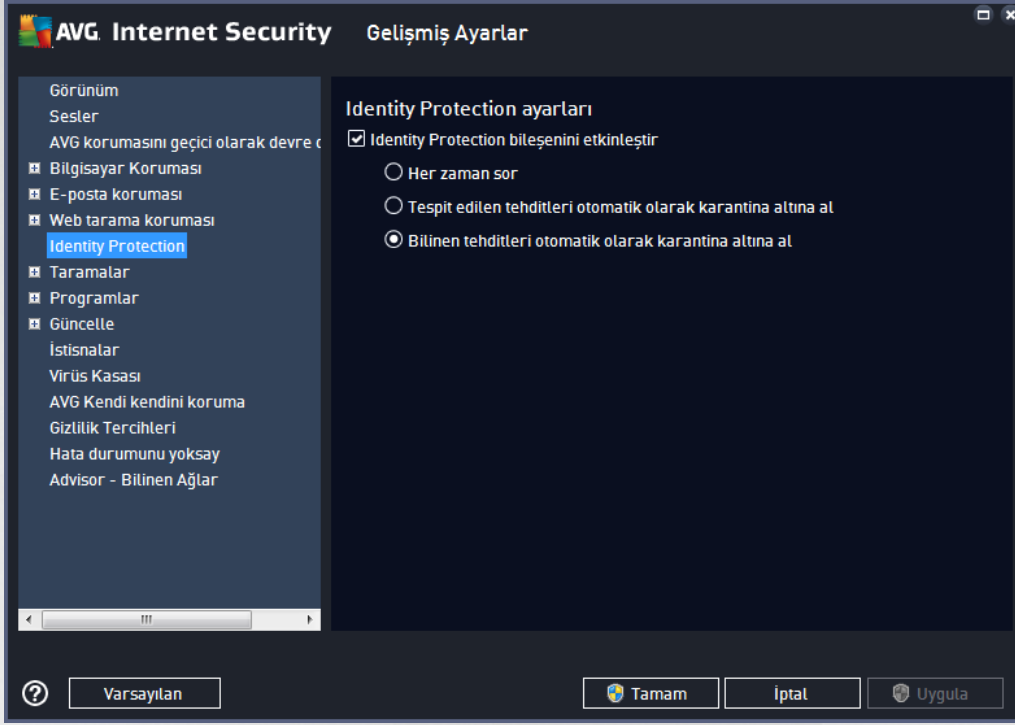 AVG. Internet Security Gelişmiş Ayarlar
Görünüm
Sesler
AVG korumasını geçici olarak devre
Bilgisayar Koruması
E-posta koruması
Web tarama koruması
Identity Protection
Taramalar
Programlar
Güncelle
İstisnalar
Virüs Kasası
AVG Kendi kendini koruma
Gizlilik Tercihleri
Hata durumunu yoksay
Advisor - Bilinen Ağlar
Identity Protection ayarları
Identity Protection bileşenini etkinleştir
Her zaman sor
Tespit edilen tehditleri otomatik olarak karantina altına al
Bilinen tehditleri otomatik olarak karantina altına al
? Varsayılan Tamam İptal Uygula